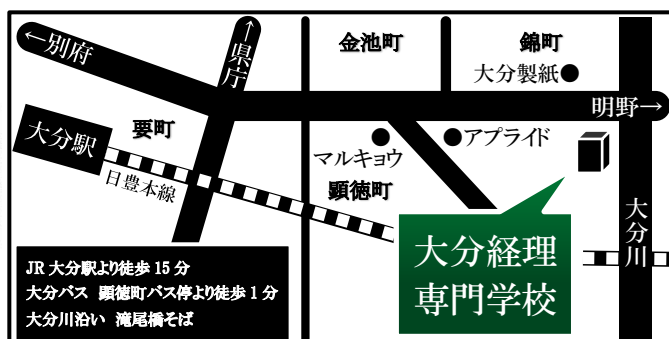 ←別府
←県庁
金池町
錦町
大分製紙●
明野→
大分駅
要町
●
マルキョウ
●アプライド
日豊本線
顕徳町
大分川
大分経理
専門学校
JR 大分駅より徒歩 15 分
大分バス 顕徳町バス停より徒歩 1 分
大分川沿い 滝尾橋そば